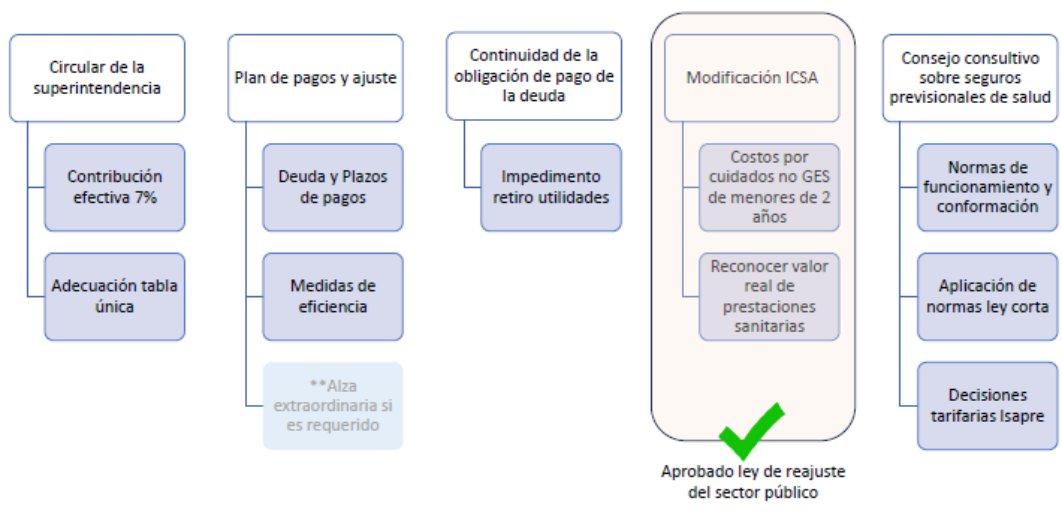 Circular de la
superintendencia
Contribución
efectiva 7%
Adecuación tabla
única
Plan de pagos y ajuste
Deuda y Plazos
de pagos
Medidas de
eficiencia
**Alza
extraordinaria si
es requerido
Continuidad de la
obligación de pago de
la deuda
Impedimento
retiro utilidades
Modificación ICSA
Costos por
cuidados no GES
de menores de 2
años
Reconocer valor
real de
prestaciones
sanitarias
Aprobado ley de reajuste
del sector público
Consejo consultivo
sobre seguros
previsionales de salud
Normas de
funcionamiento y
conformación
Aplicación de
normas ley corta
Decisiones
tarifarias Isapre